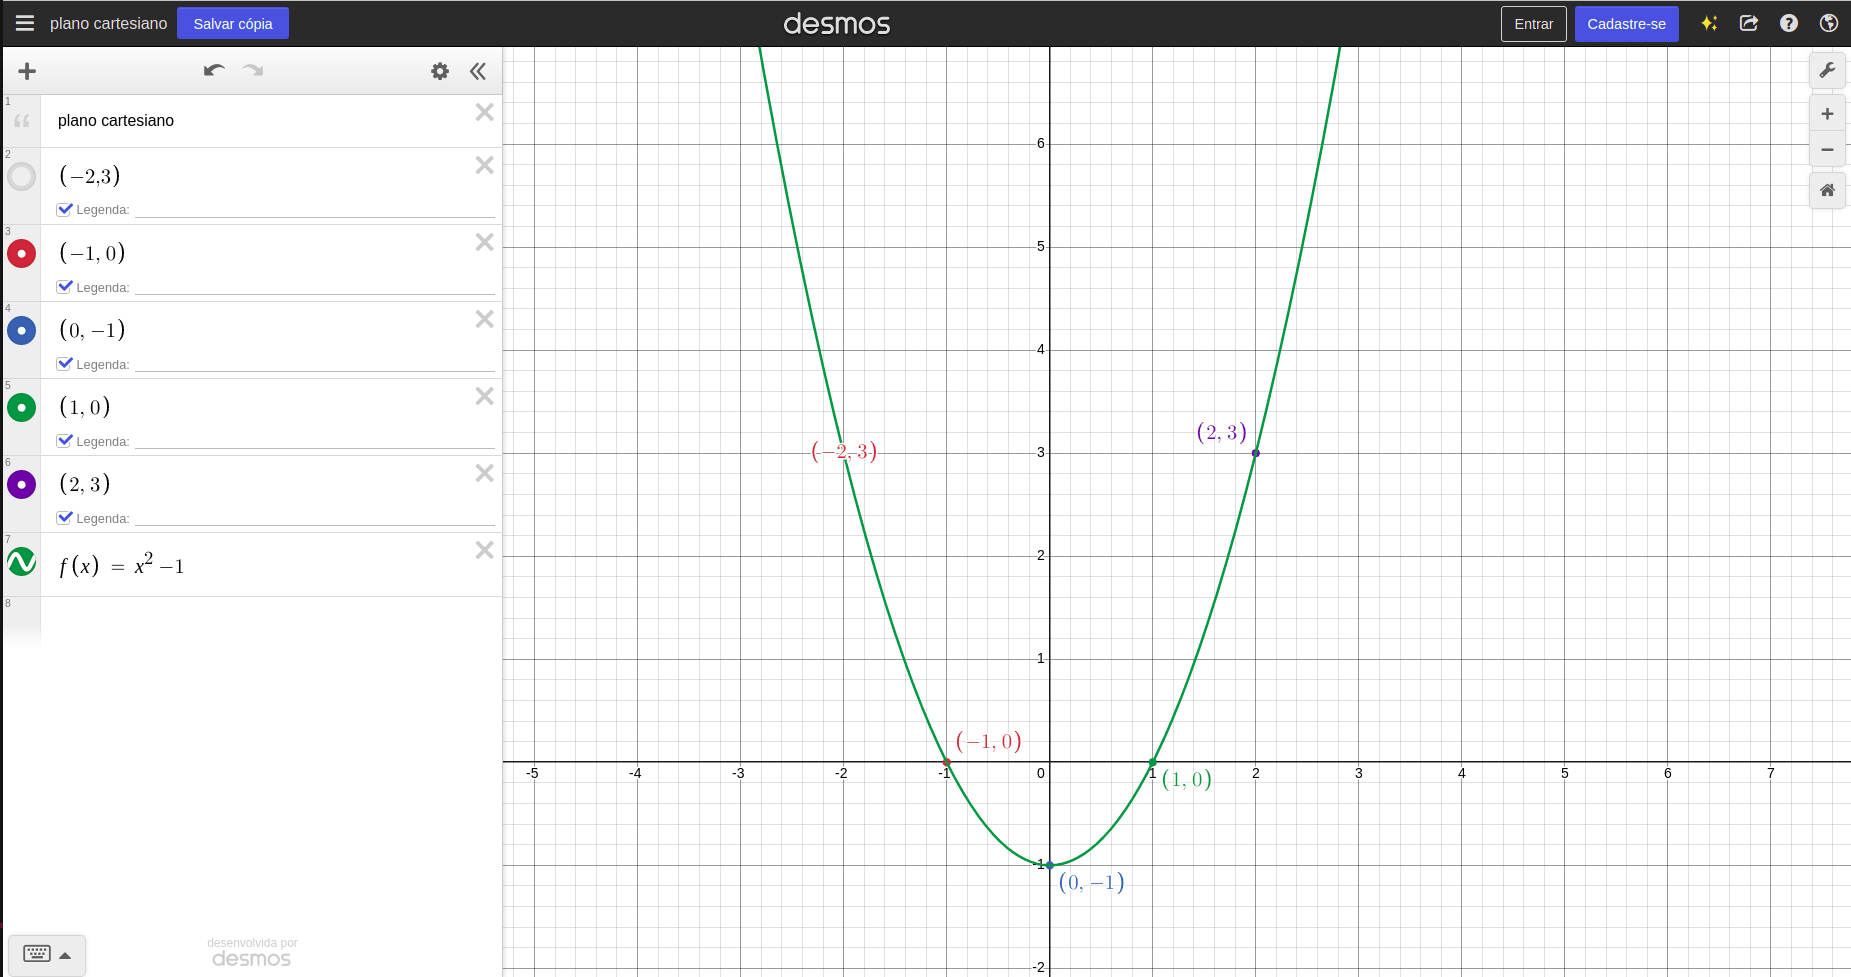 plano cartesiano
Salvar cópia
desmos
Entrar
Cadastre-se
1
plano cartesiano
2
(−2,3)
Legenda:
3
(−1, 0)
Legenda:
4
(0, −1)
Legenda:
5
(1, 0)
Legenda:
6
(2, 3)
Legenda:
7
f(x) = x² −1
8
desenvolvida por
desmos
6
5
4
(2, 3)
(−2, 3)
3
2
1
(−1, 0)
-5 -4 -3 -2 -1 0 1 2 3 4 5 6 7
(1, 0)
-1
(0, −1)
-2